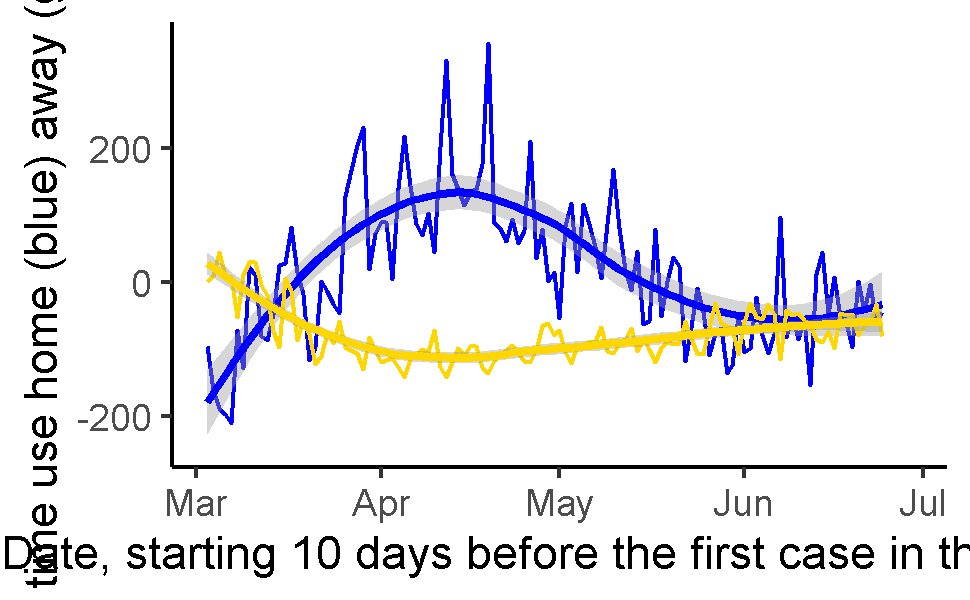 time use home (blue) away (
200
0
-200
Mar Apr May Jun Jul
Date, starting 10 days before the first case in th